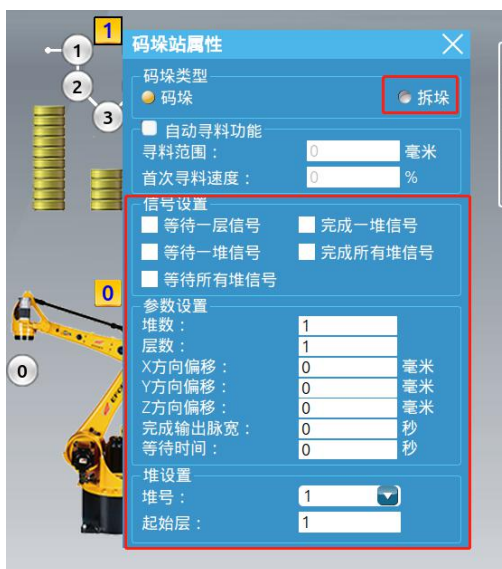 1
码垛站属性
1
2
3
码垛类型
码垛 拆垛
自动寻料功能
寻料范围： 0 毫米
首次寻料速度： 0 %
信号设置
等待一层信号 完成一堆信号
等待一堆信号 完成所有堆信号
等待所有堆信号
0
0
参数设置
堆数： 1
层数： 1
X方向偏移： 0 毫米
Y方向偏移： 0 毫米
Z方向偏移： 0 毫米
完成输出脉宽： 0 秒
等待时间： 0 秒
堆设置
堆号： 1
起始层： 1